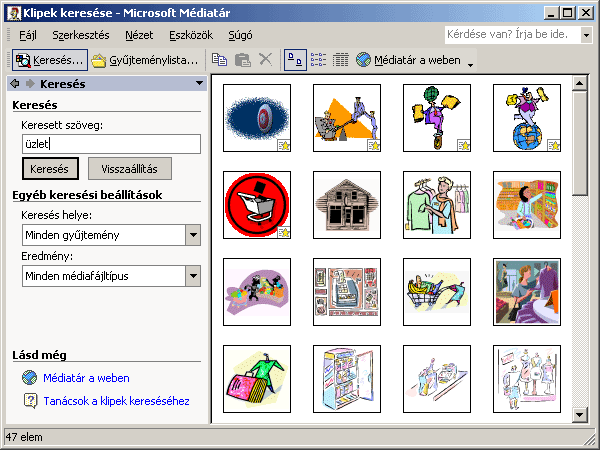 Klipek keresése - Microsoft Médiatár
Fájl Szerkesztés Nézet Eszközök Súgó Kérdése van? Írja be ide.
Keresés... Gyűjteménylista... Médiatár a weben
Keresés
Keresés
Keresett szöveg:
üzlet
Keresés Visszaállítás
Egyéb keresési beállítások
Keresés helye:
Minden gyűjtemény
Eredmény:
Minden médiafájltípus
Lásd még
Médiatár a weben
Tanácsok a klipek kereséséhez
47 elem